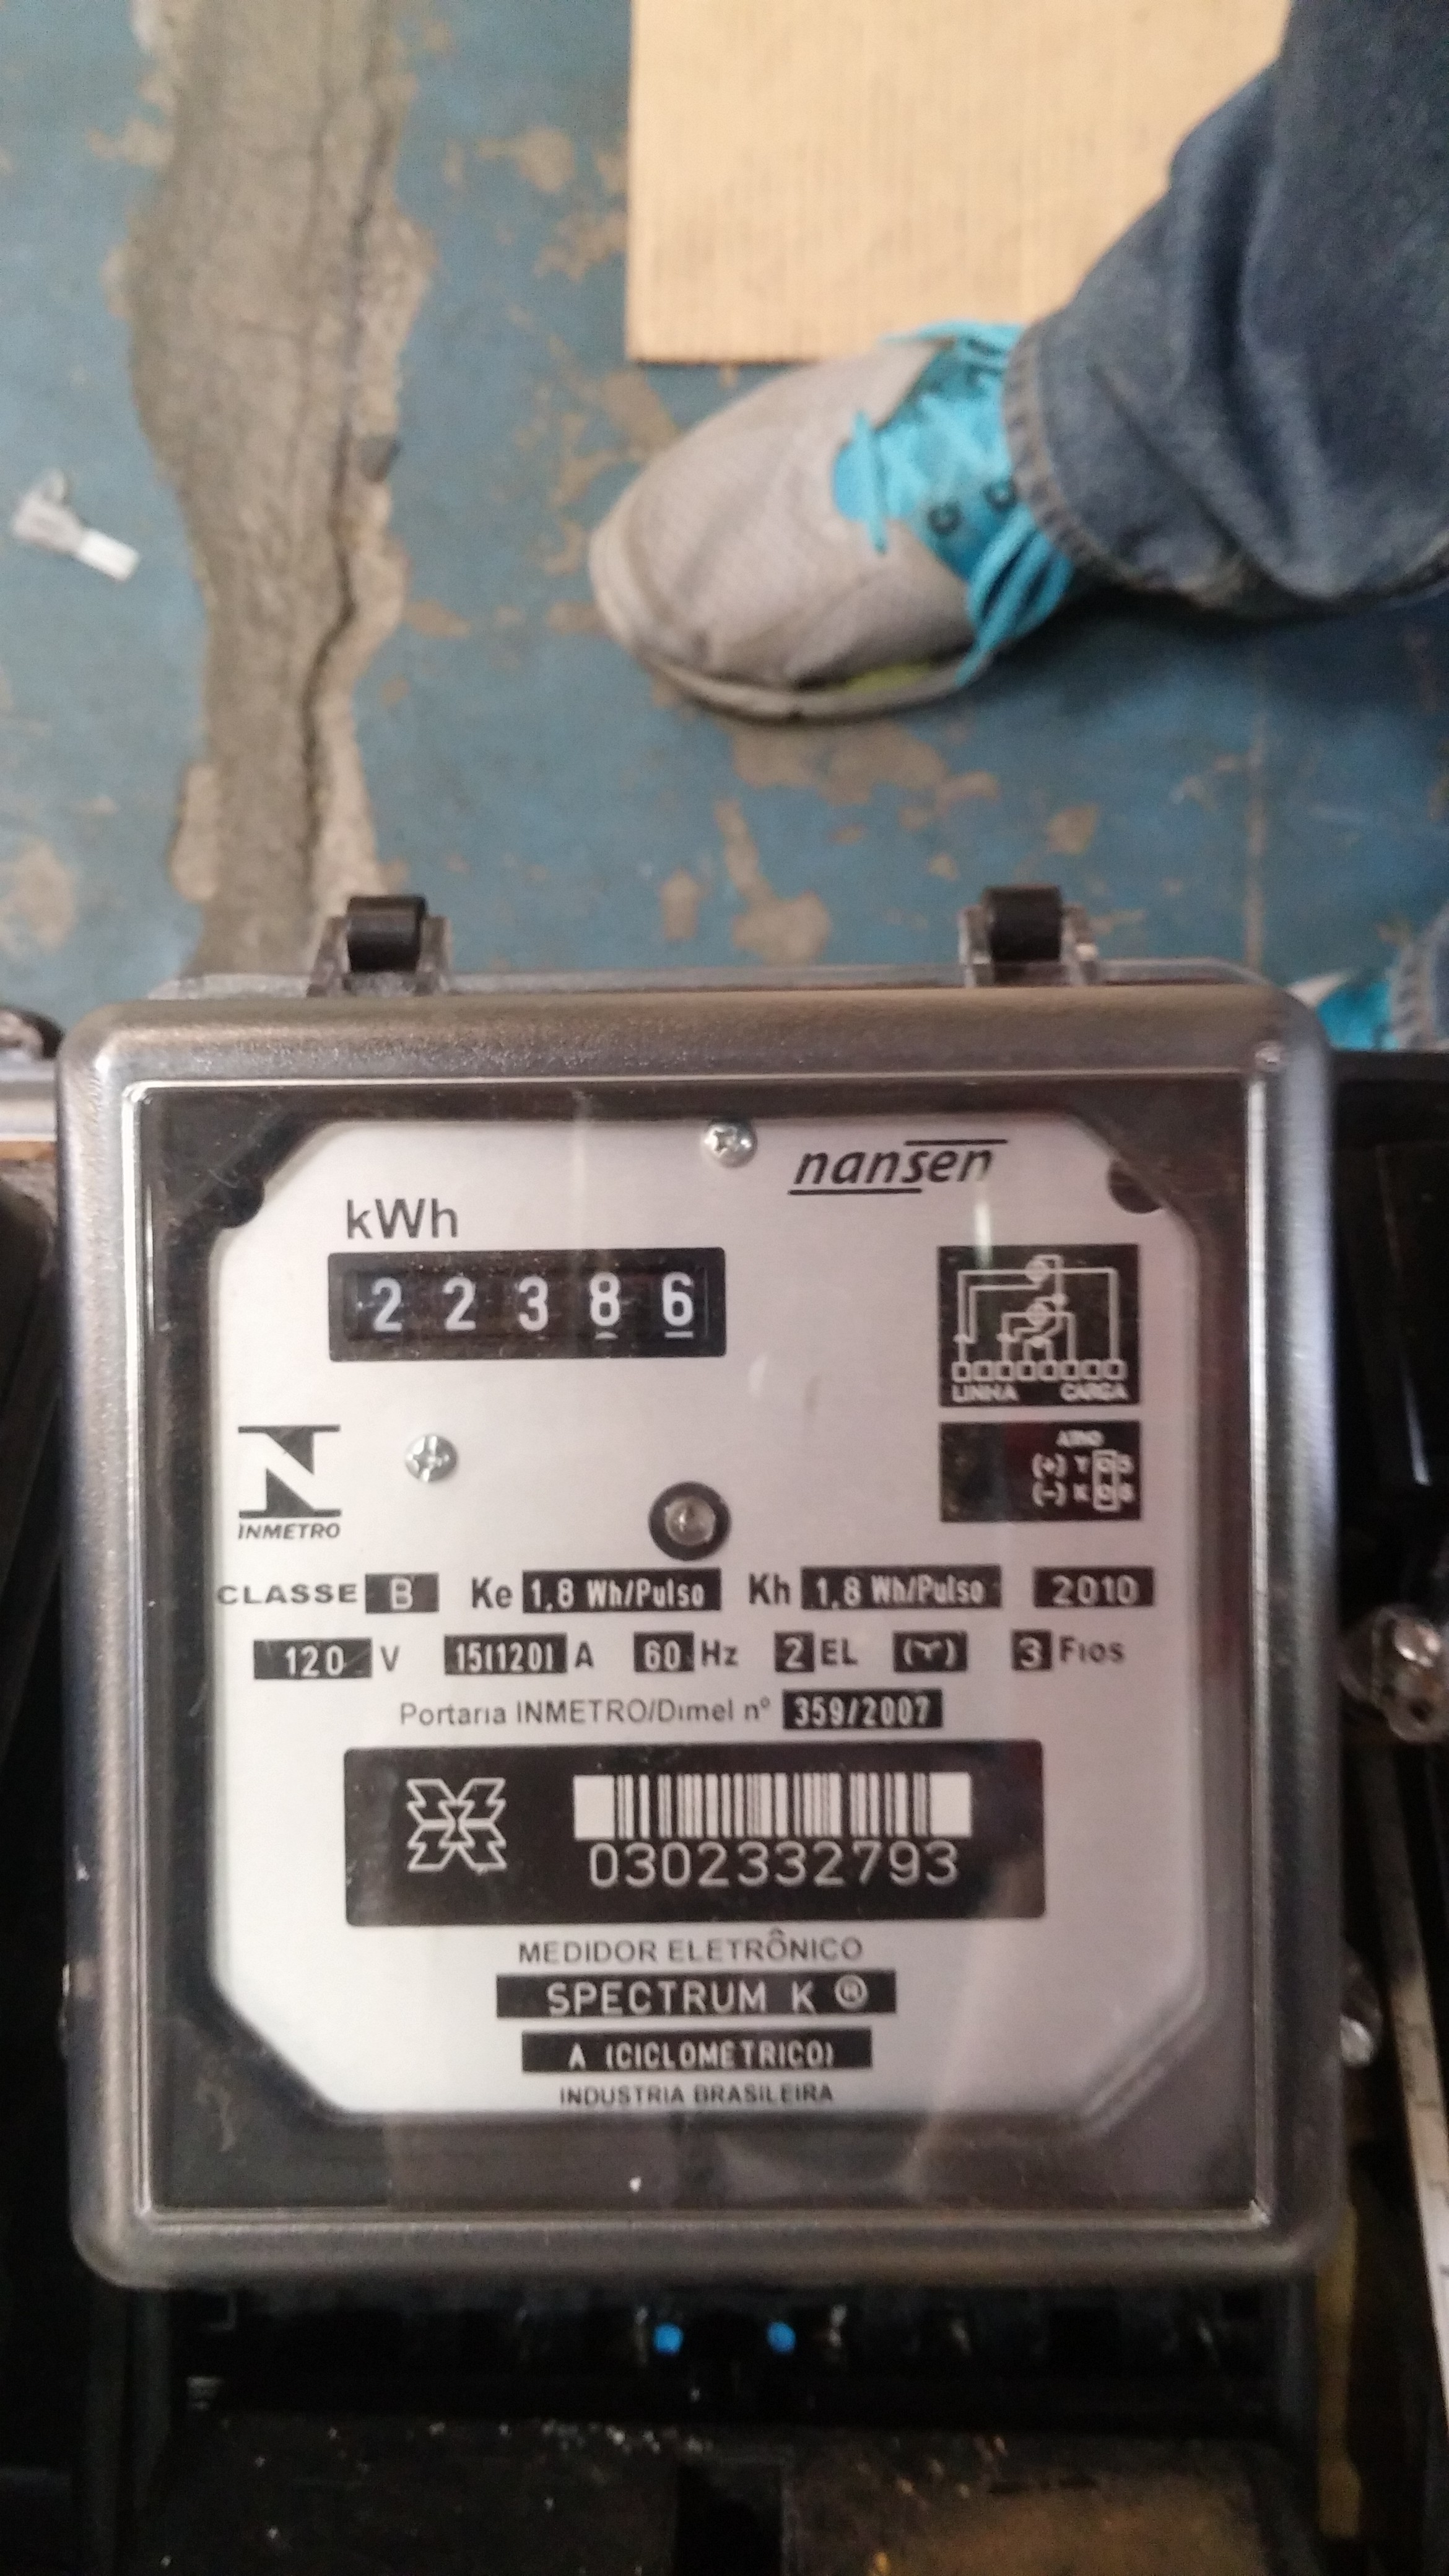 nansen
kWh
22386
LINHA CARGA
INMETRO
CLASSE B Ke 1,8 Wh/Pulso Kh 1,8 Wh/Pulso 2010
120 V 15(120) A 60 Hz 2 EL (Y) 3 Fios
Portaria INMETRO/Dimel nº 359/2007
0302332793
MEDIDOR ELETRÔNICO
SPECTRUM K ®
A (CICLOMÉTRICO)
INDUSTRIA BRASILEIRA